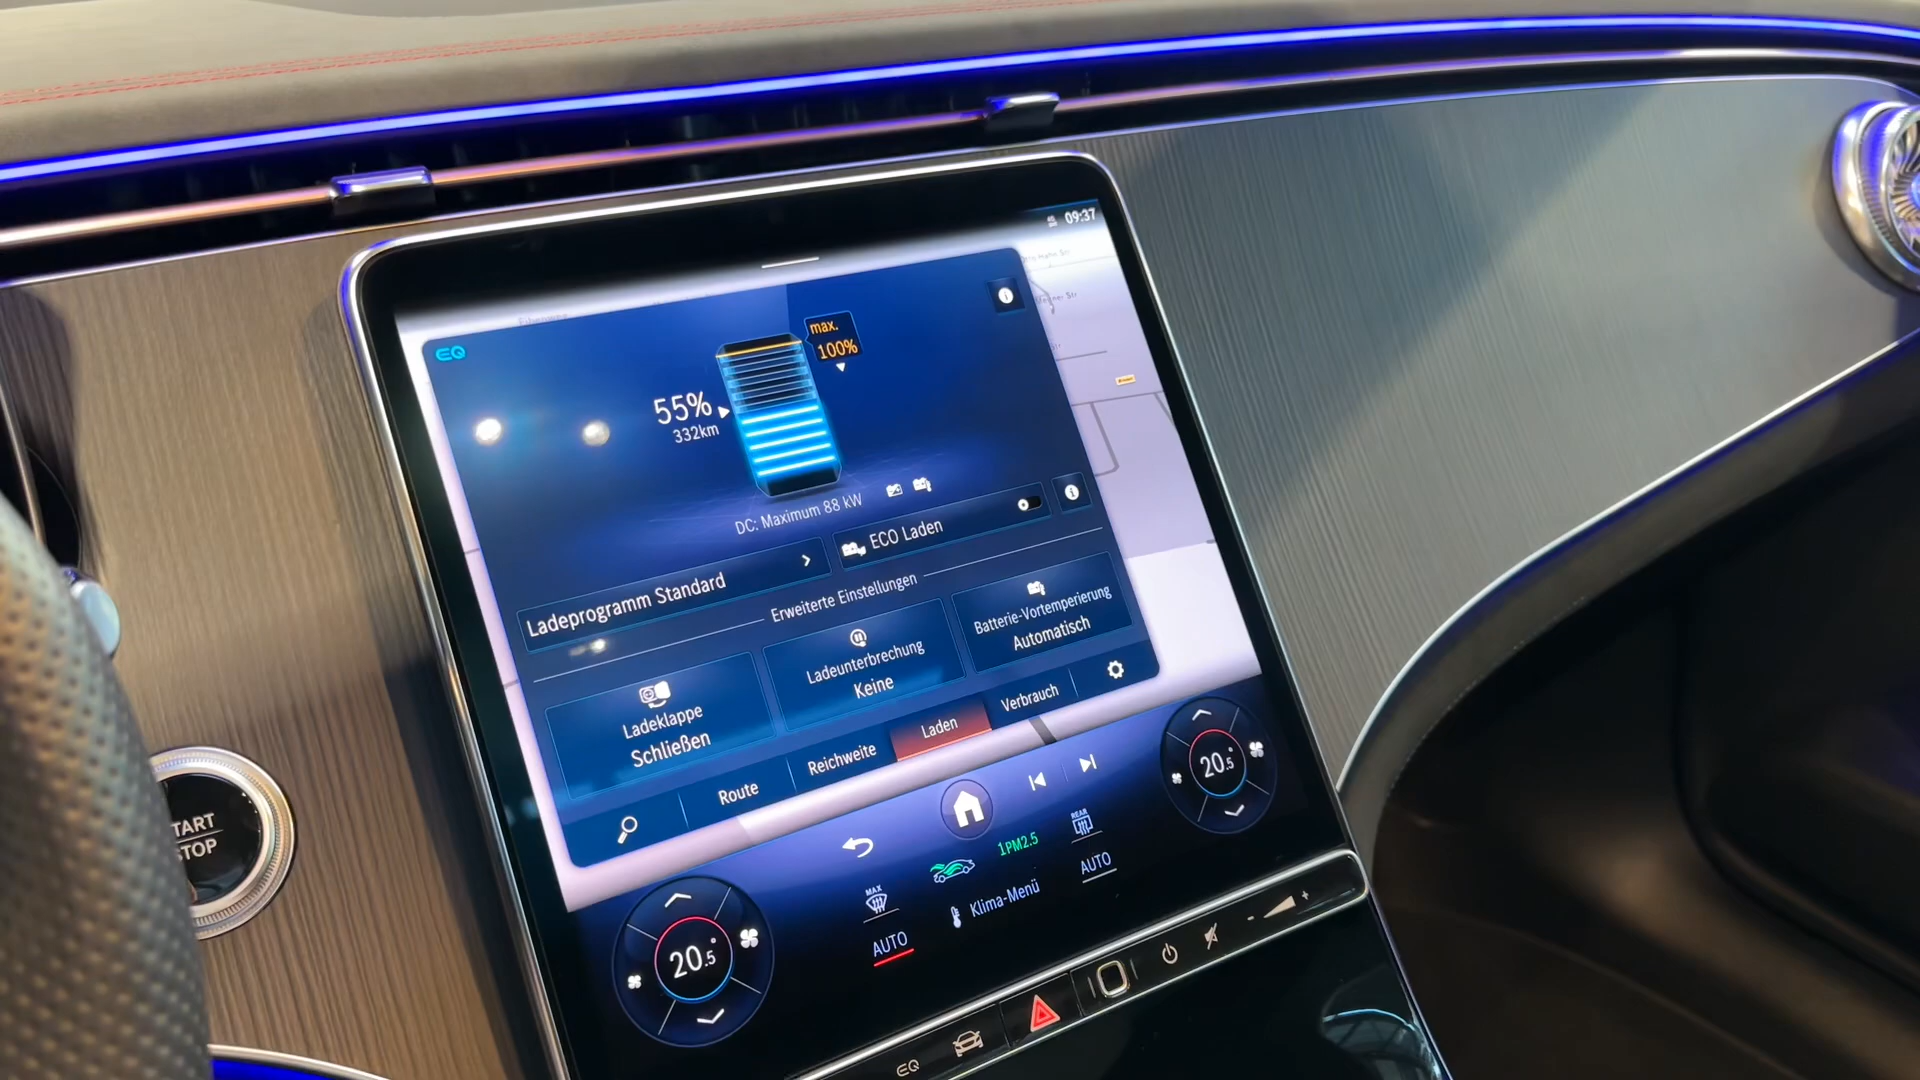 09:37
EQ
max.
100%
55%
332km
DC: Maximum 88 kW
Ladeprogramm Standard
ECO Laden
Erweiterte Einstellungen
Ladeklappe
Schließen
Ladeunterbrechung
Keine
Batterie-Vortemperierung
Automatisch
Route
Reichweite
Laden
Verbrauch
20.5°
MAX
AUTO
1PM2.5
Klima-Menü
REAR
AUTO
20.5°
START
STOP
EQ